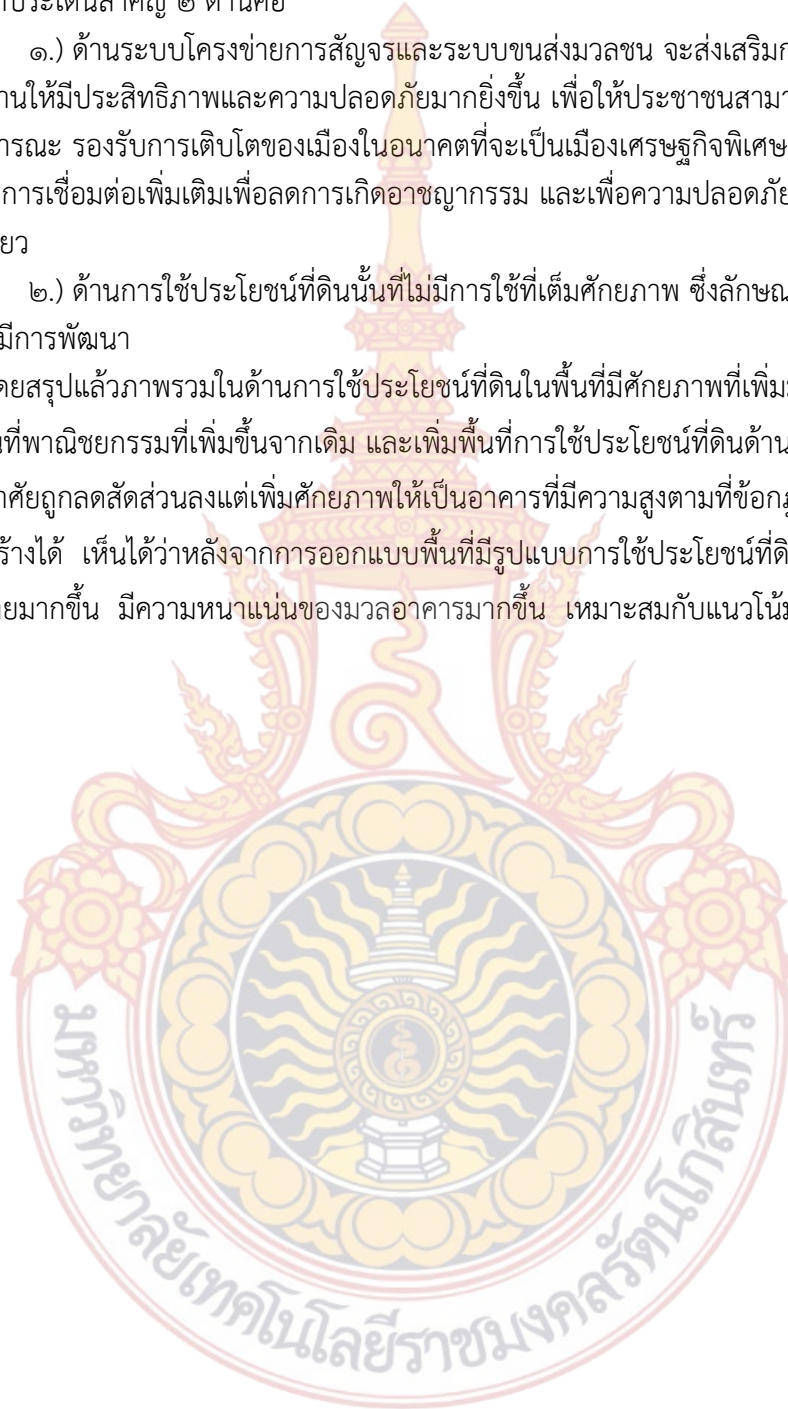 ประเด็นสำคัญ ๒ ด้านคือ
๑.) ด้านระบบโครงข่ายการสัญจรและระบบขนส่งมวลชน จะส่งเสริมก
านให้มีประสิทธิภาพและความปลอดภัยมากยิ่งขึ้น เพื่อให้ประชาชนสามา
ารณะ รองรับการเติบโตของเมืองในอนาคตที่จะเป็นเมืองเศรษฐกิจพิเศษ
การเชื่อมต่อเพิ่มเติมเพื่อลดการเกิดอาชญากรรม และเพื่อความปลอดภัย
ยว
๒.) ด้านการใช้ประโยชน์ที่ดินนั้นที่ไม่มีการใช้ที่เต็มศักยภาพ ซึ่งลักษณ
มีการพัฒนา
ดยสรุปแล้วภาพรวมในด้านการใช้ประโยชน์ที่ดินในพื้นที่มีศักยภาพที่เพิ่ม
นที่พาณิชยกรรมที่เพิ่มขึ้นจากเดิม และเพิ่มพื้นที่การใช้ประโยชน์ที่ดินด้าน
าศัยถูกลดสัดส่วนลงแต่เพิ่มศักยภาพให้เป็นอาคารที่มีความสูงตามที่ข้อกฎ
ร้างได้ เห็นได้ว่าหลังจากการออกแบบพื้นที่มีรูปแบบการใช้ประโยชน์ที่ดิ
ายมากขึ้น มีความหนาแน่นของมวลอาคารมากขึ้น เหมาะสมกับแนวโน้ม
มหาวิทยาลัยเทคโนโลยีราชมงคลรัตนโกสินทร์